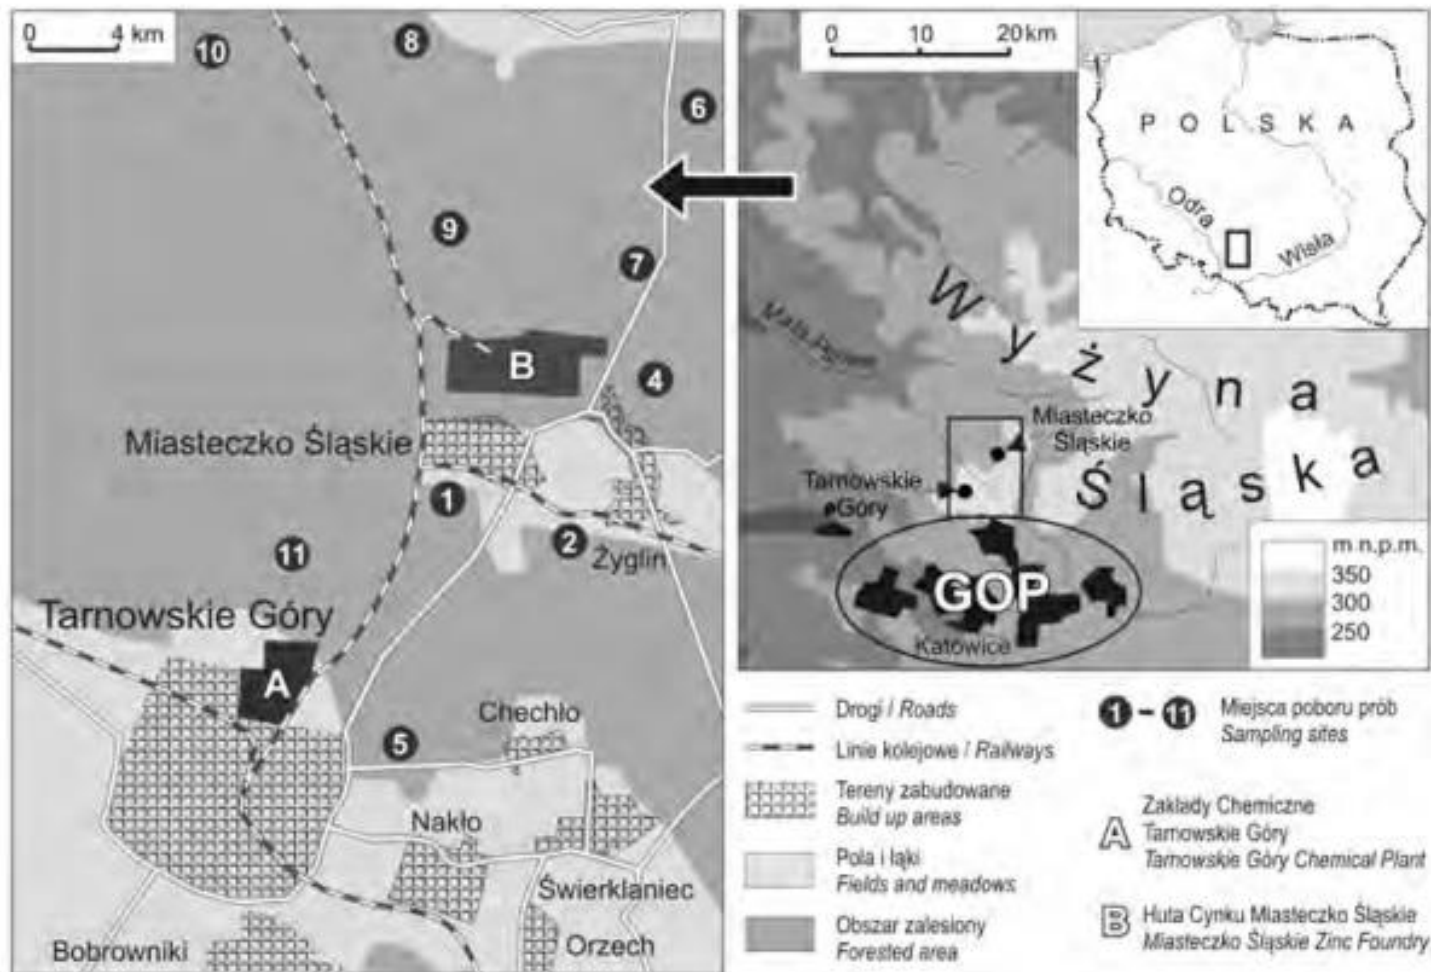 0 4 km
10
8
6
9
7
B
4
Miasteczko Śląskie
1
2
Żyglin
11
Tarnowskie Góry
A
Chechło
5
Nakło
Świerklaniec
Bobrowniki
Orzech
0 10 20 km
POLSKA
Odra
Wisła
Wyżyna
Śląska
Mała
Miasteczko
Śląskie
Tarnowskie
Góry
GOP
Katowice
m n.p.m.
350
300
250
Drogi / Roads
Linie kolejowe / Railways
Tereny zabudowane
Build up areas
Pola i łąki
Fields and meadows
Obszar zalesiony
Forested area
1 - 11 Miejsca poboru prób
Sampling sites
A Zakłady Chemiczne
Tarnowskie Góry
Tarnowskie Góry Chemical Plant
B Huta Cynku Miasteczko Śląskie
Miasteczko Śląskie Zinc Foundry